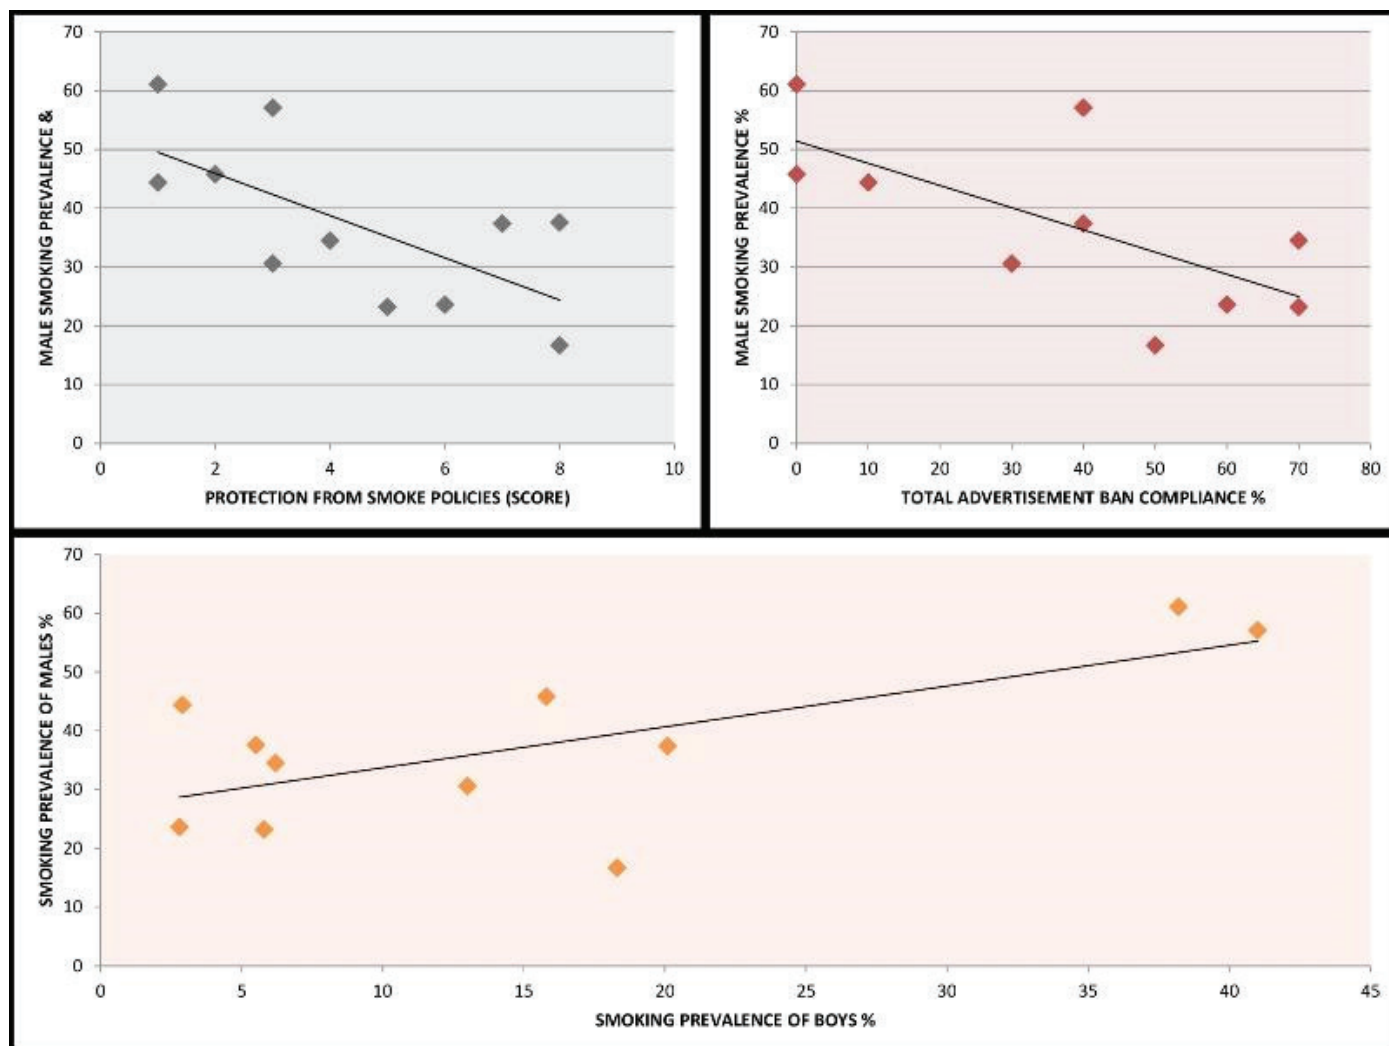 MALE SMOKING PREVALENCE &
70
60
50
40
30
20
10
0
0 2 4 6 8 10
PROTECTION FROM SMOKE POLICIES (SCORE)
MALE SMOKING PREVALENCE %
70
60
50
40
30
20
10
0
0 10 20 30 40 50 60 70 80
TOTAL ADVERTISEMENT BAN COMPLIANCE %
SMOKING PREVALENCE OF MALES %
70
60
50
40
30
20
10
0
0 5 10 15 20 25 30 35 40 45
SMOKING PREVALENCE OF BOYS %